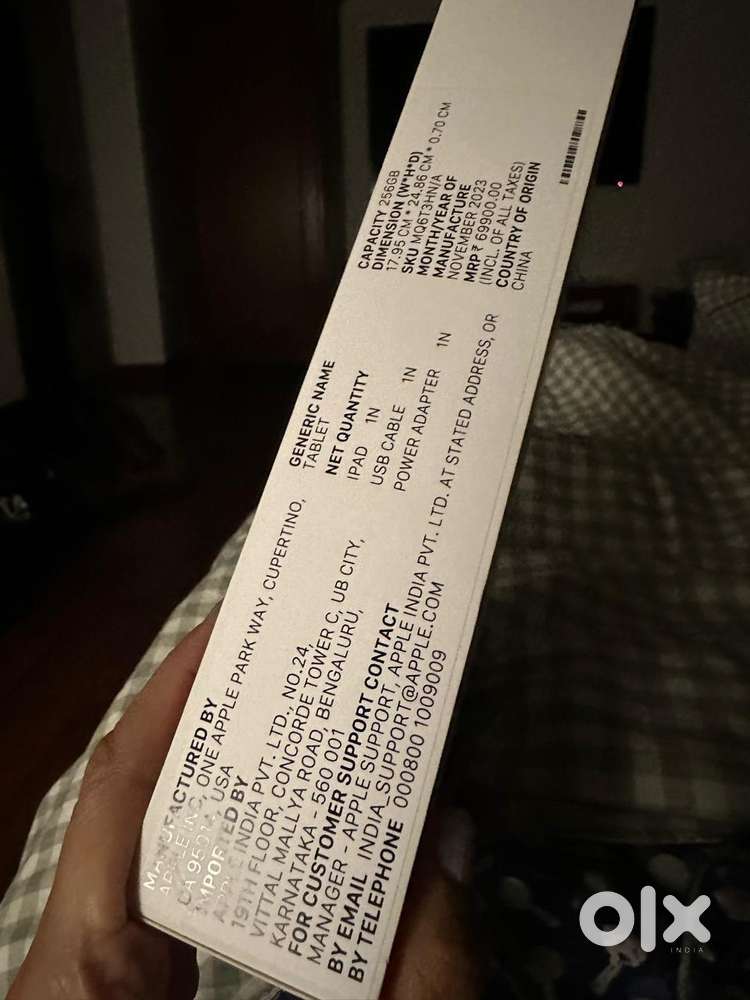 MANUFACTURED BY
APPLE INC, ONE APPLE PARK WAY, CUPERTINO,
CA 95014, USA
IMPORTED BY
APPLE INDIA PVT. LTD.,
19TH FLOOR, CONCORDE TOWER C, UB CITY,
VITTAL MALLYA ROAD, BENGALURU,
KARNATAKA - 560 001
FOR CUSTOMER SUPPORT CONTACT
MANAGER - APPLE SUPPORT, APPLE INDIA PVT. LTD. AT STATED ADDRESS, OR
BY EMAIL INDIA_SUPPORT@APPLE.COM
BY TELEPHONE 000800 1009009
GENERIC NAME
TABLET
NET QUANTITY
IPAD 1N
USB CABLE 1N
POWER ADAPTER 1N
CAPACITY 256GB
DIMENSION (W*H*D)
17.95 CM * 24.86 CM * 0.70 CM
SKU MQ6T3HN/A
MONTH/YEAR OF
MANUFACTURE
NOVEMBER 2023
MRP ₹ 69900.00
(INCL. OF ALL TAXES)
COUNTRY OF ORIGIN
CHINA
olx
INDIA